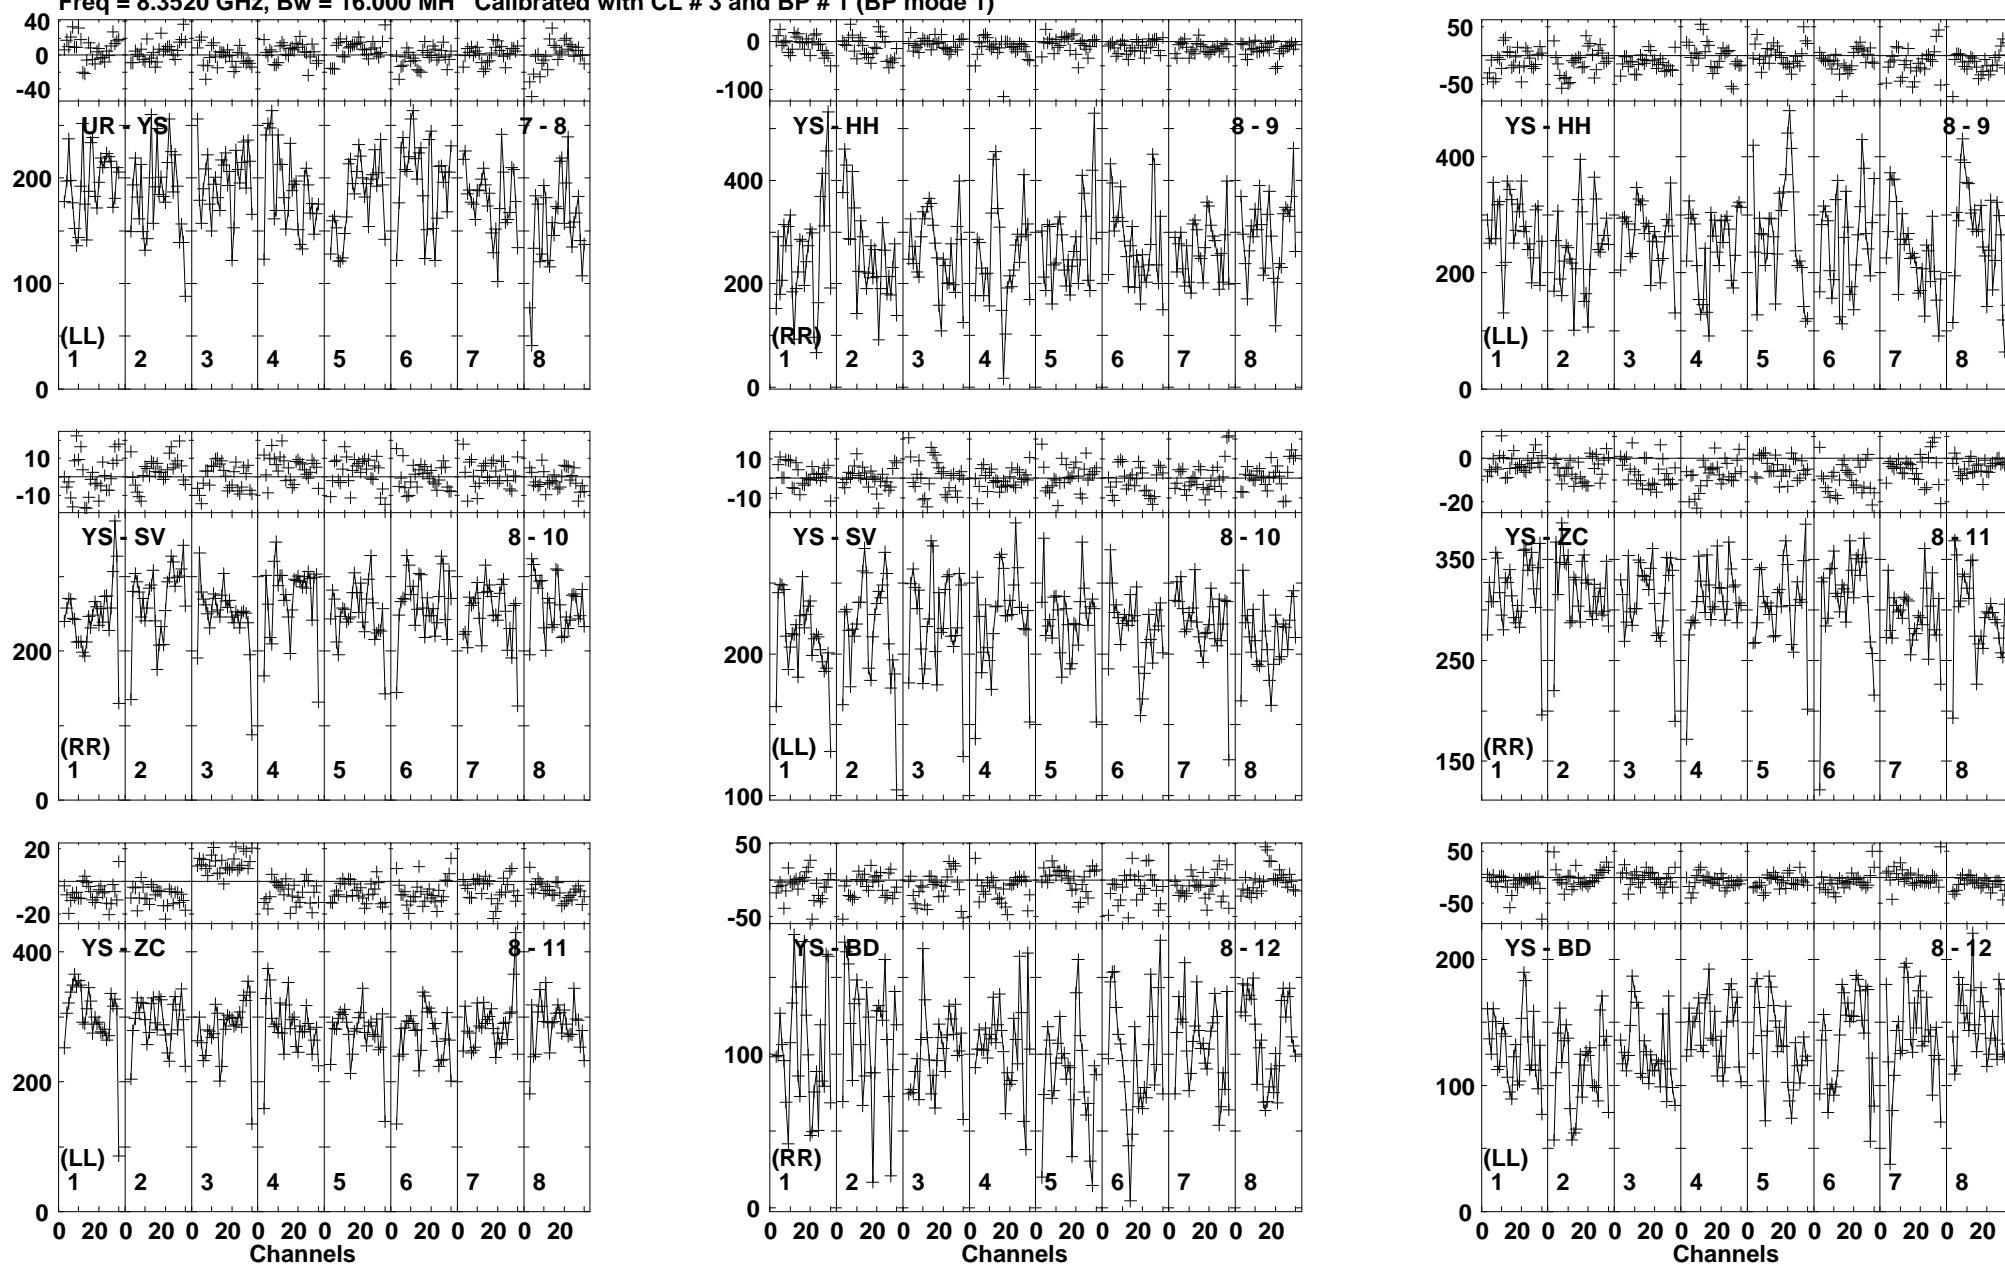 Freq = 8.3520 GHz, Bw = 16.000 MH Calibrated with CL # 3 and BP # 1 (BP mode 1)
40
0
-40
UR - YS 7 - 8
200
100
(LL)
1 2 3 4 5 6 7 8
0
0
-100
YS - HH 8 - 9
400
200
(RR)
1 2 3 4 5 6 7 8
0
50
-50
YS - HH 8 - 9
400
200
(LL)
1 2 3 4 5 6 7 8
0
10
-10
YS - SV 8 - 10
200
(RR)
1 2 3 4 5 6 7 8
0
10
-10
YS - SV 8 - 10
200
(LL)
1 2 3 4 5 6 7 8
100
0
-20
YS - ZC 8 - 11
350
250
(RR)
150 1 2 3 4 5 6 7 8
20
-20
YS - ZC 8 - 11
400
200
(LL)
1 2 3 4 5 6 7 8
0
0 20 0 20 0 20 0 20 0 20 0 20 0 20 0 20
Channels
50
-50
YS - BD 8 - 12
100
(RR)
1 2 3 4 5 6 7 8
0
0 20 0 20 0 20 0 20 0 20 0 20 0 20 0 20
Channels
50
-50
YS - BD 8 - 12
200
100
(LL)
1 2 3 4 5 6 7 8
0
0 20 0 20 0 20 0 20 0 20 0 20 0 20 0 20
Channels